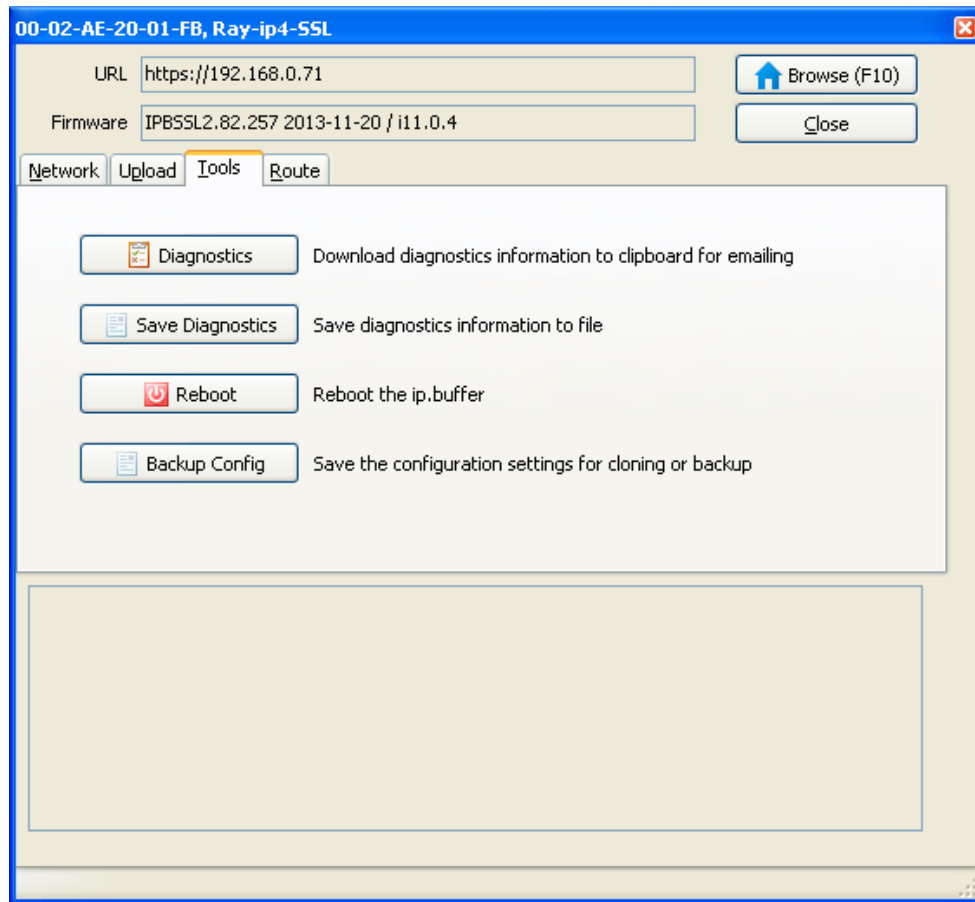 00-02-AE-20-01-FB, Ray-ip4-SSL
URL https://192.168.0.71 Browse (F10)
Firmware IPBSSL2.82.257 2013-11-20 / i11.0.4 Close
Network Upload Tools Route
Diagnostics Download diagnostics information to clipboard for emailing
Save Diagnostics Save diagnostics information to file
Reboot Reboot the ip.buffer
Backup Config Save the configuration settings for cloning or backup